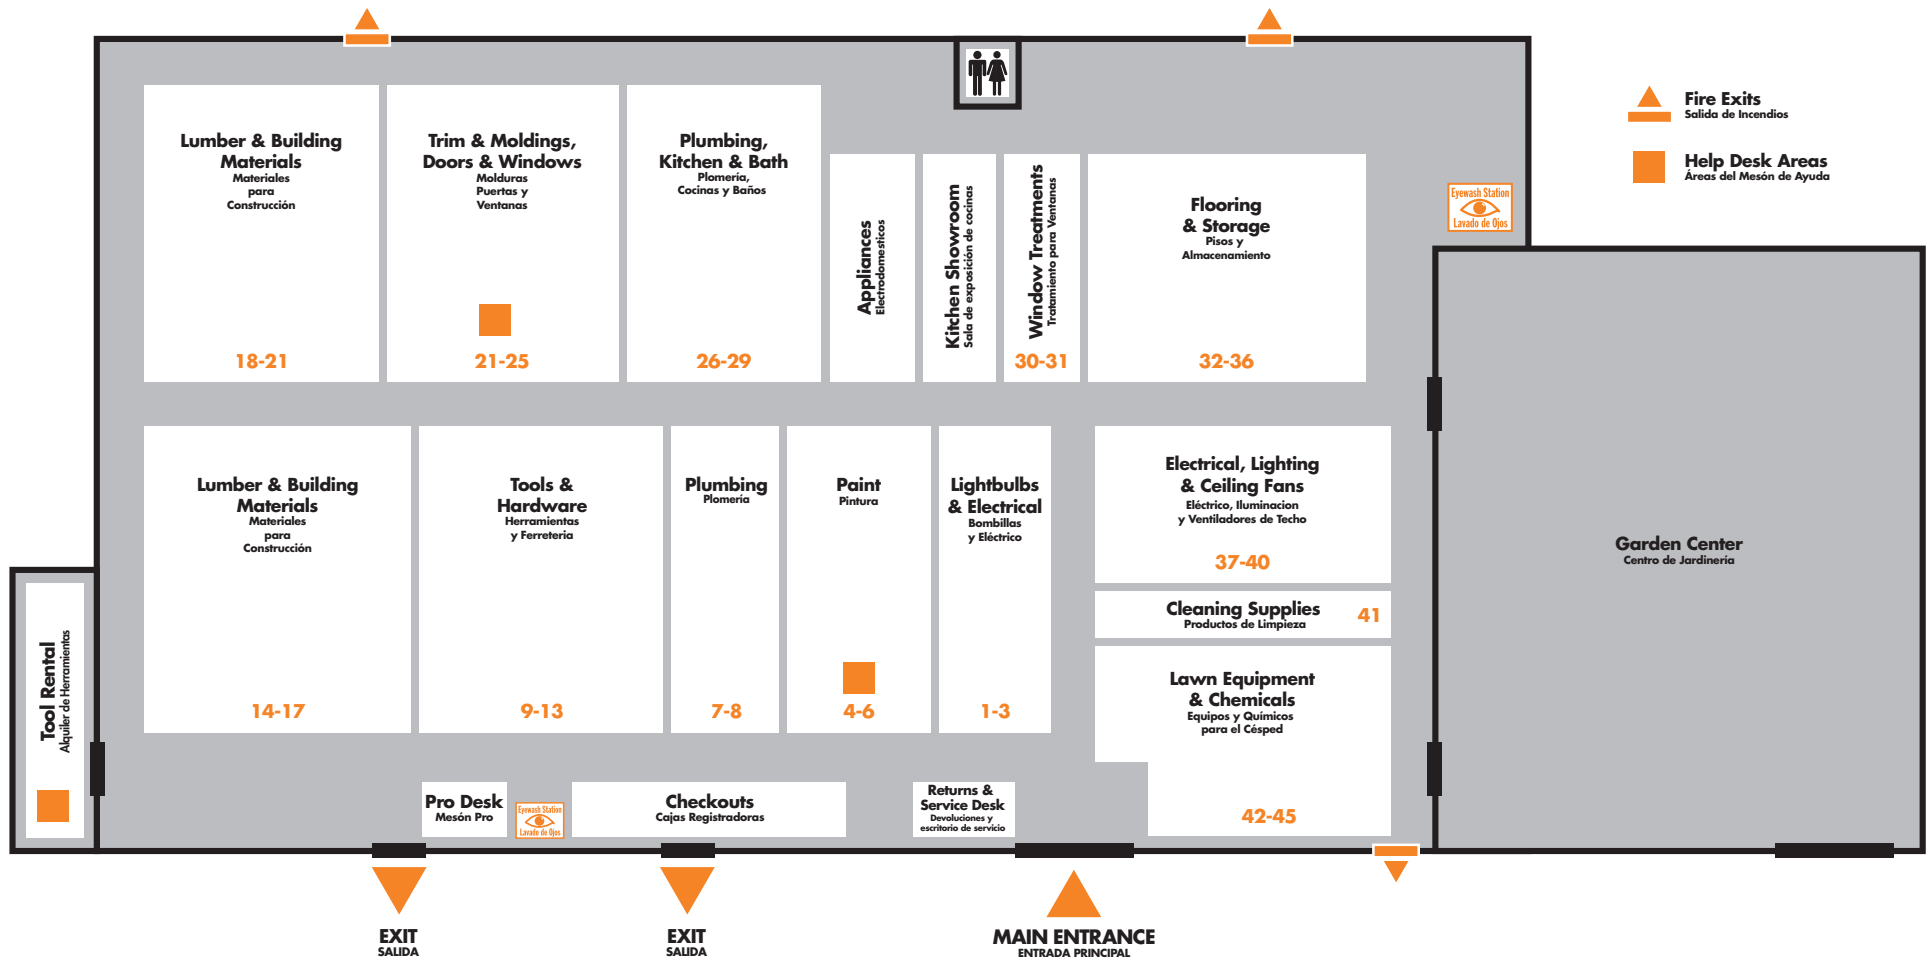 Lumber & Building
Materials
Materiales
para
Construcción
18-21
Trim & Moldings,
Doors & Windows
Molduras
Puertas y
Ventanas
21-25
Plumbing,
Kitchen & Bath
Plomería,
Cocinas y Baños
26-29
Appliances
Electrodomesticos
Kitchen Showroom
Sala de exposición de cocinas
Window Treatments
Tratamiento para Ventanas
30-31
Flooring
& Storage
Pisos y
Almacenamiento
32-36
Eyewash Station
Lavado de Ojos
Fire Exits
Salida de Incendios
Help Desk Areas
Áreas del Mesón de Ayuda
Lumber & Building
Materials
Materiales
para
Construcción
14-17
Tools &
Hardware
Herramientas
y Ferreteria
9-13
Plumbing
Plomería
7-8
Paint
Pintura
4-6
Lightbulbs
& Electrical
Bombillas
y Eléctrico
1-3
Electrical, Lighting
& Ceiling Fans
Eléctrico, Iluminacion
y Ventiladores de Techo
37-40
Cleaning Supplies
Productos de Limpieza
41
Lawn Equipment
& Chemicals
Equipos y Químicos
para el Césped
42-45
Garden Center
Centro de Jardinería
Tool Rental
Alquiler de Herramientas
Pro Desk
Mesón Pro
Eyewash Station
Lavado de Ojos
Checkouts
Cajas Registradoras
Returns &
Service Desk
Devoluciones y
escritorio de servicio
EXIT
SALIDA
EXIT
SALIDA
MAIN ENTRANCE
ENTRADA PRINCIPAL